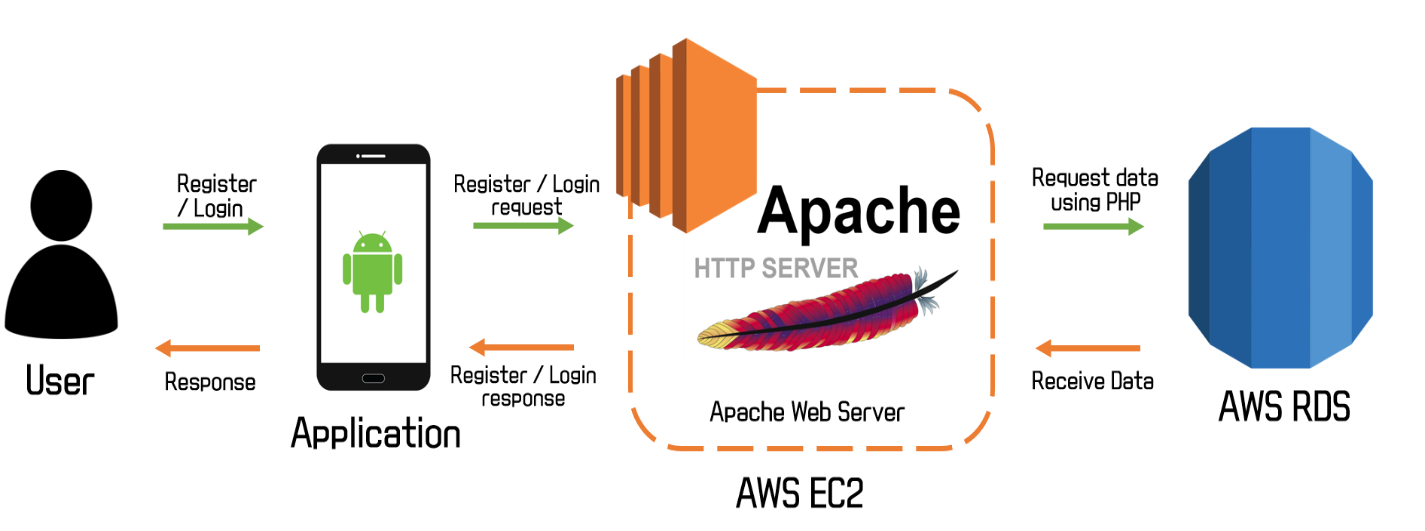 Register
/ Login
Register / Login
request
Request data
using PHP
Apache
HTTP SERVER
User
Response
Application
Register / Login
response
Apache Web Server
AWS EC2
Receive Data
AWS RDS